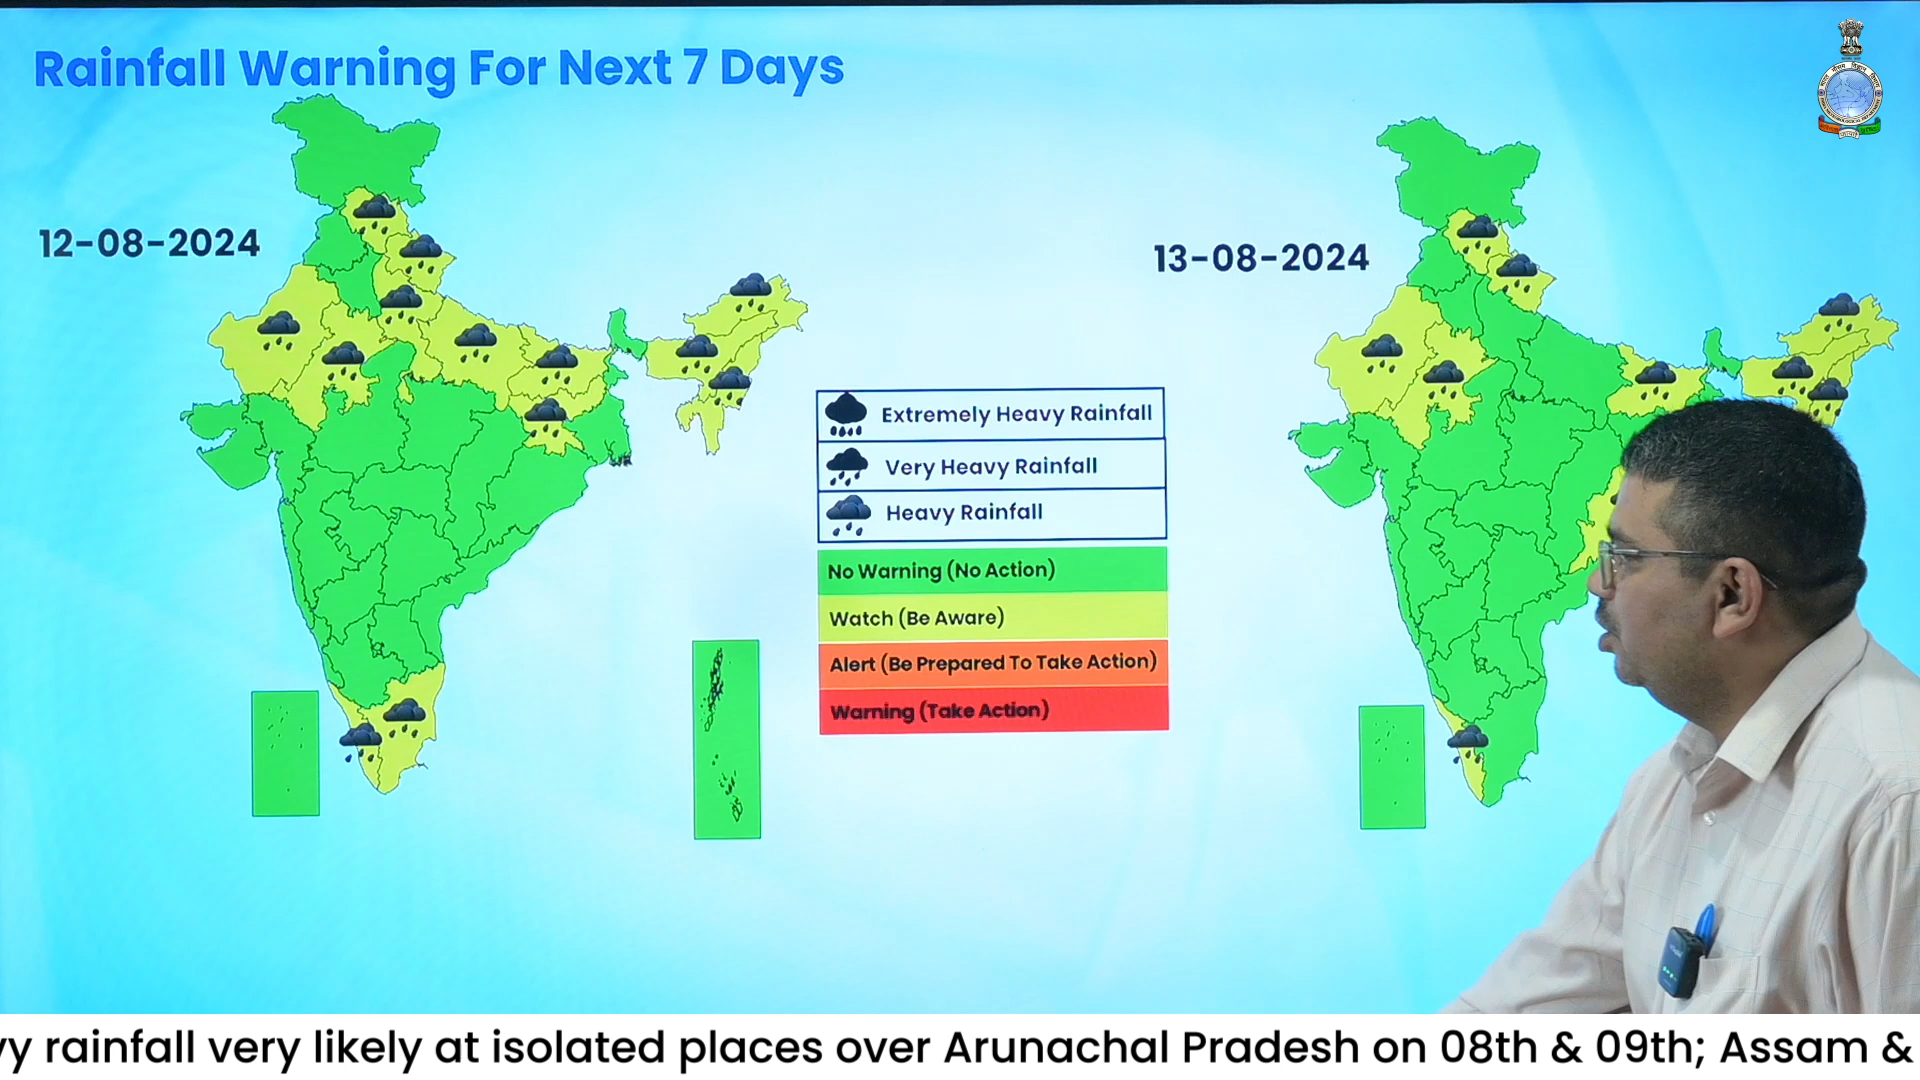 Rainfall Warning For Next 7 Days
12-08-2024
13-08-2024
Extremely Heavy Rainfall
Very Heavy Rainfall
Heavy Rainfall
No Warning (No Action)
Watch (Be Aware)
Alert (Be Prepared To Take Action)
Warning (Take Action)
rainfall very likely at isolated places over Arunachal Pradesh on 08th & 09th; Assam &